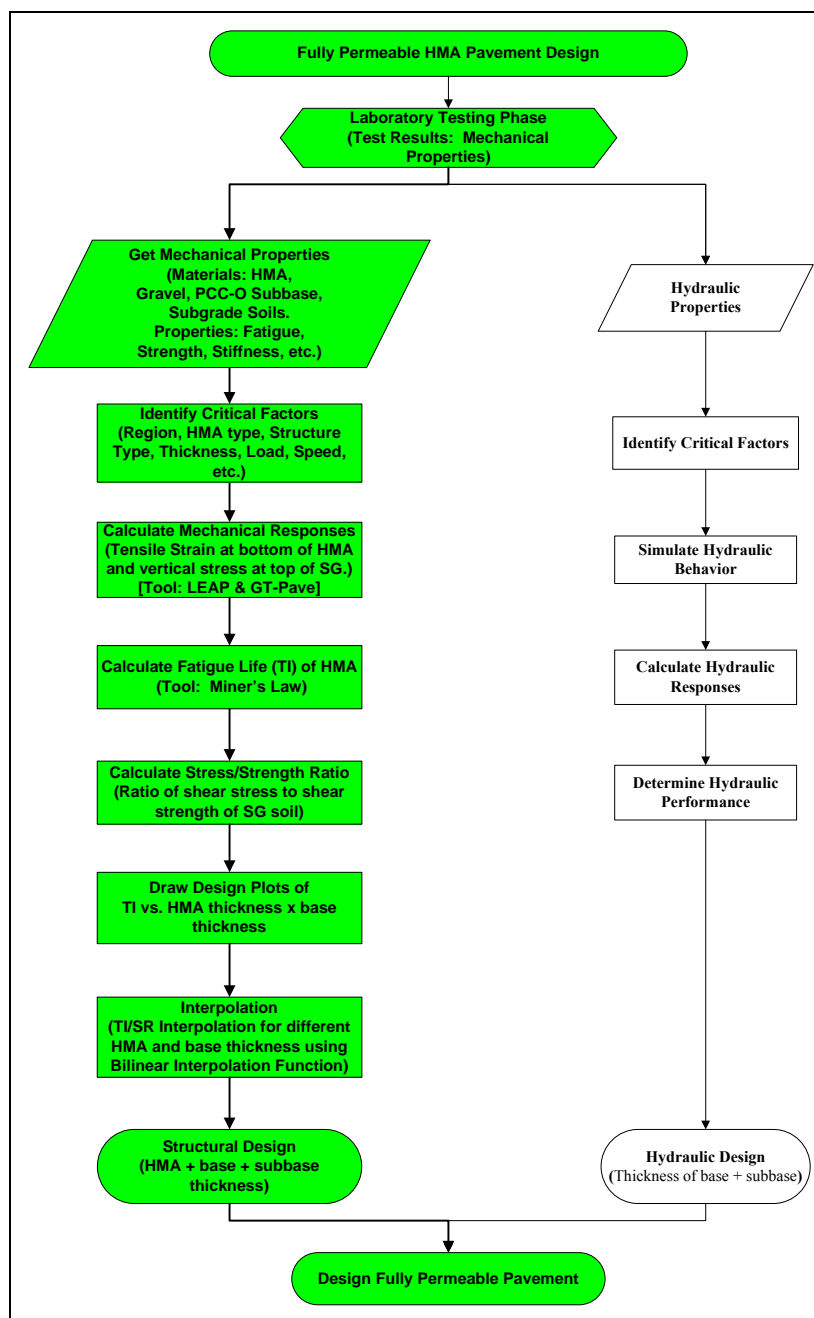 Fully Permeable HMA Pavement Design
Laboratory Testing Phase
(Test Results:  Mechanical
Properties)
Get Mechanical Properties
(Materials: HMA,
Gravel, PCC-O Subbase,
Subgrade Soils.
Properties: Fatigue,
Strength, Stiffness, etc.)
Identify Critical Factors
(Region, HMA type, Structure
Type, Thickness, Load, Speed,
etc.)
Calculate Mechanical Responses
(Tensile Strain at bottom of HMA
and vertical stress at top of SG.)
[Tool: LEAP & GT-Pave]
Calculate Fatigue Life (TI) of HMA
(Tool:  Miner's Law)
Calculate Stress/Strength Ratio
(Ratio of shear stress to shear
strength of SG soil)
Draw Design Plots of
TI vs. HMA thickness x base
thickness
Interpolation
(TI/SR Interpolation for different
HMA and base thickness using
Bilinear Interpolation Function)
Structural Design
(HMA + base + subbase
thickness)
Hydraulic
Properties
Identify Critical Factors
Simulate Hydraulic
Behavior
Calculate Hydraulic
Responses
Determine Hydraulic
Performance
Hydraulic Design
(Thickness of base + subbase)
Design Fully Permeable Pavement